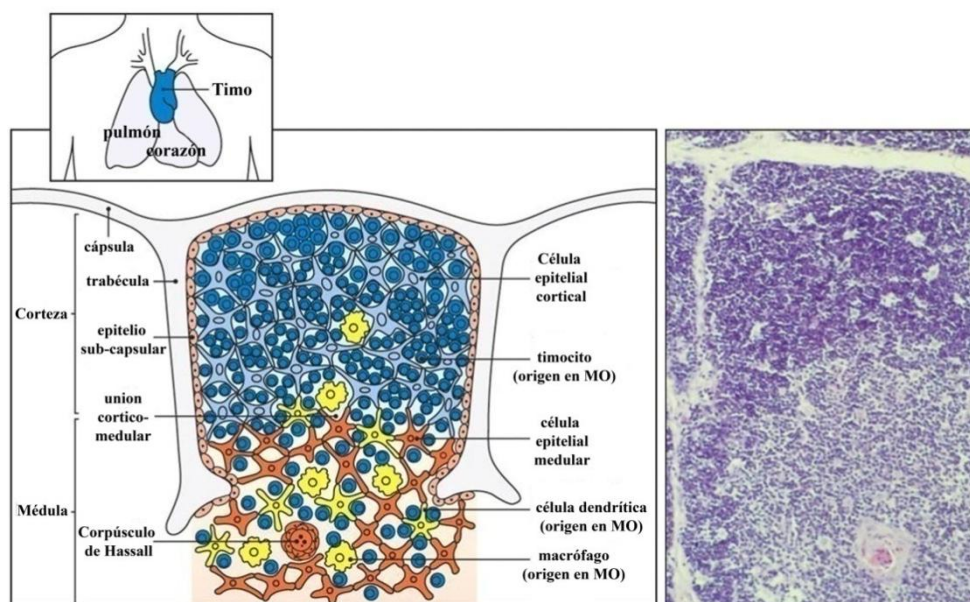 Timo
pulmón
corazón
cápsula
trabécula
Corteza
epitelio
sub-capsular
union
cortico-
medular
Médula
Corpúsculo
de Hassall
Célula
epitelial
cortical
timocito
(origen en MO)
célula
epitelial
medular
célula dendrítica
(origen en MO)
macrófago
(origen en MO)